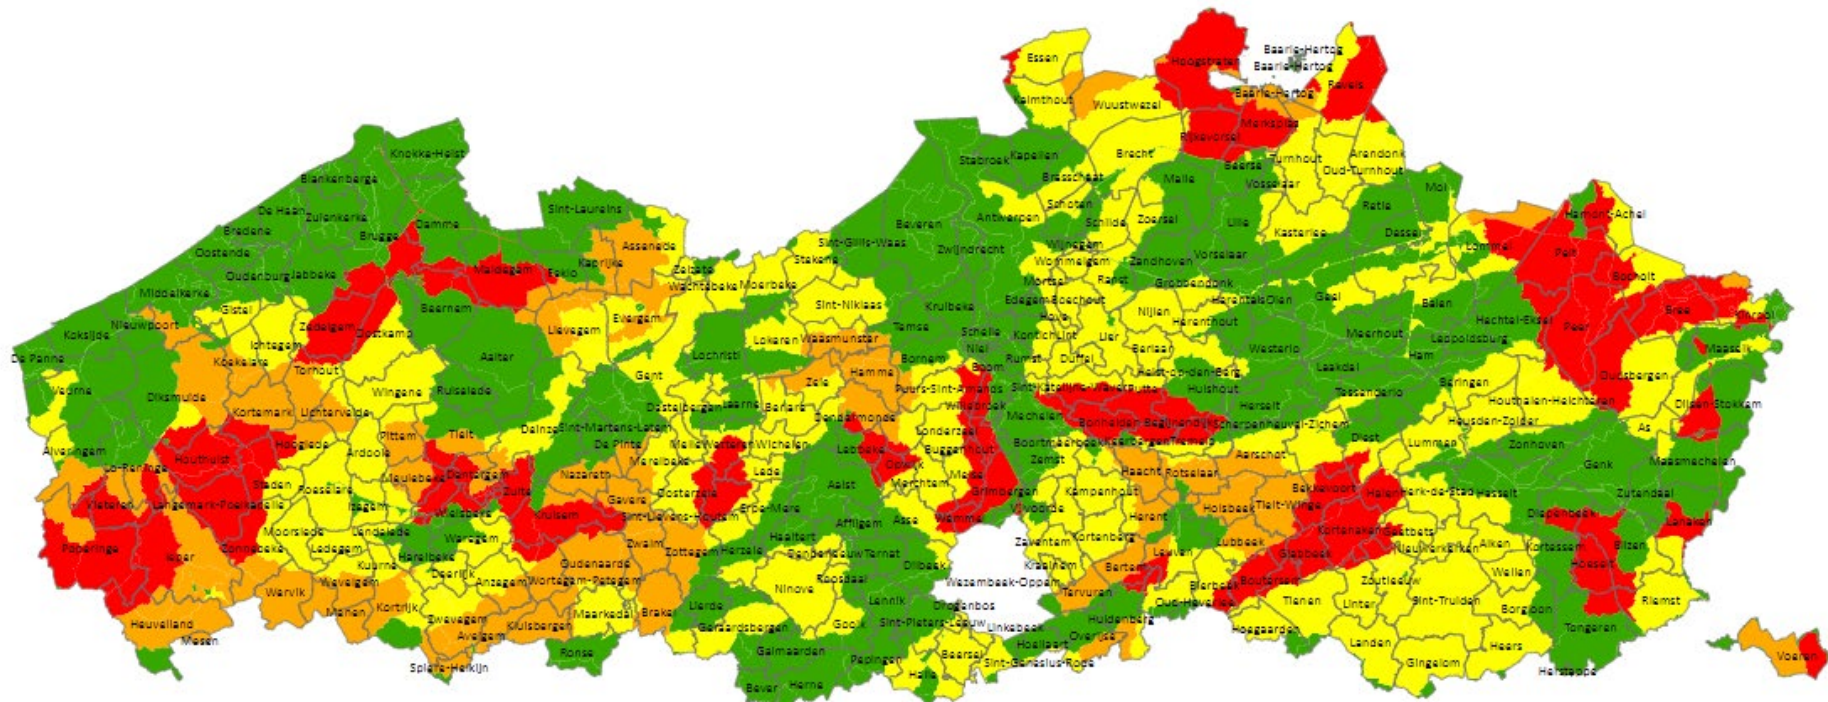 Baarle-Hertog
Essen
Baarle-Hertog
Hoogstraten
Ravels
Baarle-Hertog
Kalmthout
Wuustwezel
Merksplas
Rijkevorsel
Knokke-Heist
Stabroek
Kapellen
Brecht
Turnhout
Arendonk
Beerse
Oud-Turnhout
Blankenberge
Brasschaat
Malle
Vosselaar
Mol
De Haan
Zuienkerke
Sint-Laureins
Schoten
Retie
Damme
Beveren
Antwerpen
Schilde
Zoersel
Lille
Hamont-Achel
Bredene
Brugge
Kasterlee
Dessel
Oostende
Assenede
Sint-Gillis-Waas
Zwijndrecht
Wijnegem
Lommel
Pelt
Oudenburg
Jabbeke
Maldegem
Eeklo
Kaprijke
Zelzate
Stekene
Wommelgem
Zandhoven
Vorselaar
Bocholt
Middelkerke
Wachtebeke
Moerbeke
Mortsel
Ranst
Grobbendonk
Gistel
Beernem
Sint-Niklaas
Kruibeke
Edegem
Boechout
Herentals
Olen
Geel
Balen
Nieuwpoort
Zedelgem
Oostkamp
Lievegem
Evergem
Temse
Schelle
Hove
Nijlen
Herenthout
Hechtel-Eksel
Peer
Bree
Kinrooi
Koksijde
Ichtegem
Lokeren
Waasmunster
Niel
Kontich
Lint
Lier
Berlaar
Westerlo
Meerhout
Leopoldsburg
Maaseik
De Panne
Koekelare
Torhout
Aalter
Lochristi
Bornem
Boom
Rumst
Duffel
Heist-op-den-Berg
Laakdal
Ham
Veurne
Diksmuide
Wingene
Ruiselede
Gent
Zele
Hamme
Puurs-Sint-Amands
Sint-Katelijne-Waver
Putte
Hulshout
Tessenderlo
Beringen
Oudsbergen
Kortemark
Lichtervelde
Destelbergen
Laarne
Berlare
Dendermonde
Willebroek
Mechelen
Bonheiden
Begijnendijk
Herselt
Houthalen-Helchteren
Dilsen-Stokkem
Alveringem
Hooglede
Pittem
Tielt
Deinze
Sint-Martens-Latem
De Pinte
Melle
Wetteren
Wichelen
Lebbeke
Londerzeel
Boortmeerbeek
Keerbergen
Tremelo
Scherpenheuvel-Zichem
Diest
Lummen
Heusden-Zolder
Zonhoven
As
Lo-Reninge
Houthulst
Ardooie
Meulebeke
Dentergem
Nazareth
Merelbeke
Lede
Opwijk
Buggenhout
Merchtem
Meise
Zemst
Haacht
Rotselaar
Aarschot
Genk
Maasmechelen
Vleteren
Langemark-Poelkapelle
Staden
Roeselare
Izegem
Zulte
Gavere
Oosterzele
Aalst
Grimbergen
Kampenhout
Tielt-Winge
Bekkevoort
Halen
Herk-de-Stad
Hasselt
Zutendaal
Moorslede
Lendelede
Wielsbeke
Kruisem
Sint-Lievens-Houtem
Erpe-Mere
Affligem
Asse
Wemmel
Vilvoorde
Herent
Holsbeek
Diepenbeek
Lanaken
Poperinge
Ieper
Zonnebeke
Ledegem
Kuurne
Harelbeke
Waregem
Oudenaarde
Zwalm
Zottegem
Herzele
Haaltert
Denderleeuw
Ternat
Zaventem
Kortenberg
Leuven
Lubbeek
Kortenaken
Glabbeek
Geetbets
Nieuwerkerken
Alken
Kortessem
Bilzen
Wervik
Wevelgem
Menen
Kortrijk
Deerlijk
Anzegem
Wortegem-Petegem
Maarkedal
Brakel
Lierde
Ninove
Roosdaal
Dilbeek
Wezembeek-Oppem
Kraainem
Bertem
Tervuren
Bierbeek
Boutersem
Zoutleeuw
Wellen
Hoeselt
Heuvelland
Mesen
Zwevegem
Avelgem
Kluisbergen
Geraardsbergen
Gooik
Lennik
Drogenbos
Sint-Pieters-Leeuw
Linkebeek
Oud-Heverlee
Huldenberg
Tienen
Linter
Sint-Truiden
Borgloon
Riemst
Spiere-Helkijn
Ronse
Galmaarden
Pepingen
Beersel
Hoeilaart
Overijse
Hoegaarden
Landen
Heers
Tongeren
Voeren
Bever
Herne
Halle
Sint-Genesius-Rode
Gingelom
Herstappe